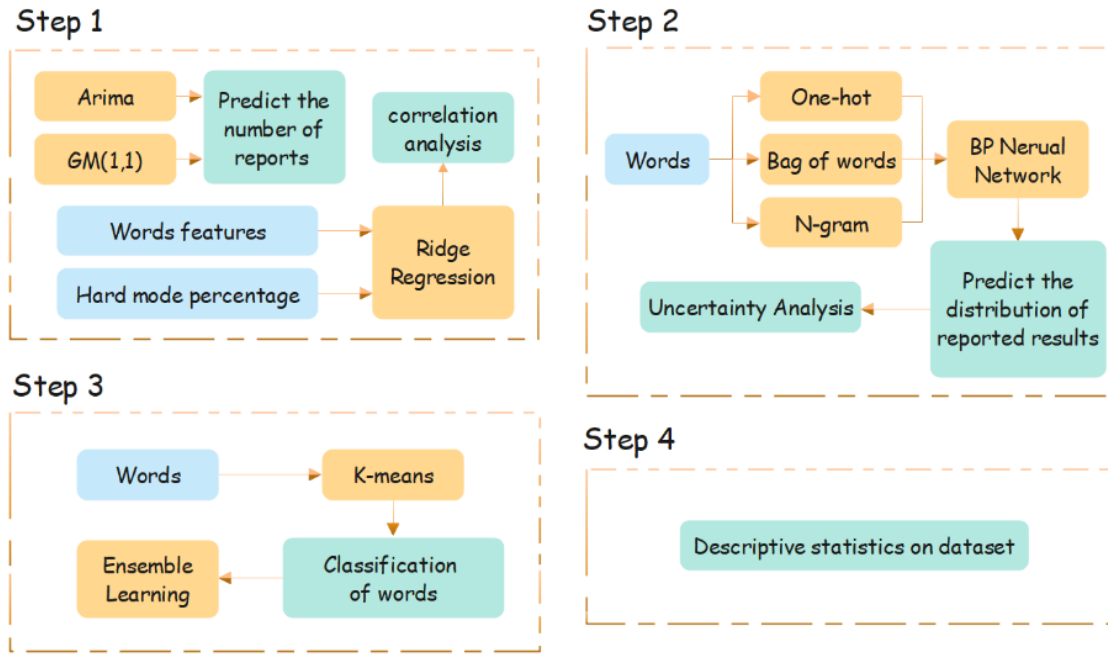 Step 1
Arima
GM(1,1)
Predict the
number of
reports
correlation
analysis
Words features
Hard mode percentage
Ridge
Regression
Step 2
Words
One-hot
Bag of words
N-gram
BP Nerual
Network
Predict the
distribution of
reported results
Uncertainty Analysis
Step 3
Words
K-means
Ensemble
Learning
Classification
of words
Step 4
Descriptive statistics on dataset